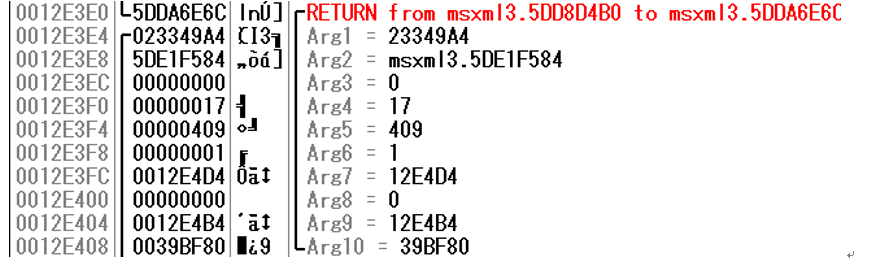 0012E3E0 5DDA6E6C lnÚ] RETURN from msxml3.5DD8D4B0 to msxml3.5DDA6E6C
0012E3E4 023349A4 Arg1 = 23349A4
0012E3E8 5DE1F584 „õá] Arg2 = msxml3.5DE1F584
0012E3EC 00000000 Arg3 = 0
0012E3F0 00000017 Arg4 = 17
0012E3F4 00000409 Arg5 = 409
0012E3F8 00000001 Arg6 = 1
0012E3FC 0012E4D4 Ôä↕ Arg7 = 12E4D4
0012E400 00000000 Arg8 = 0
0012E404 0012E4B4 ´ä↕ Arg9 = 12E4B4
0012E408 0039BF80 Arg10 = 39BF80